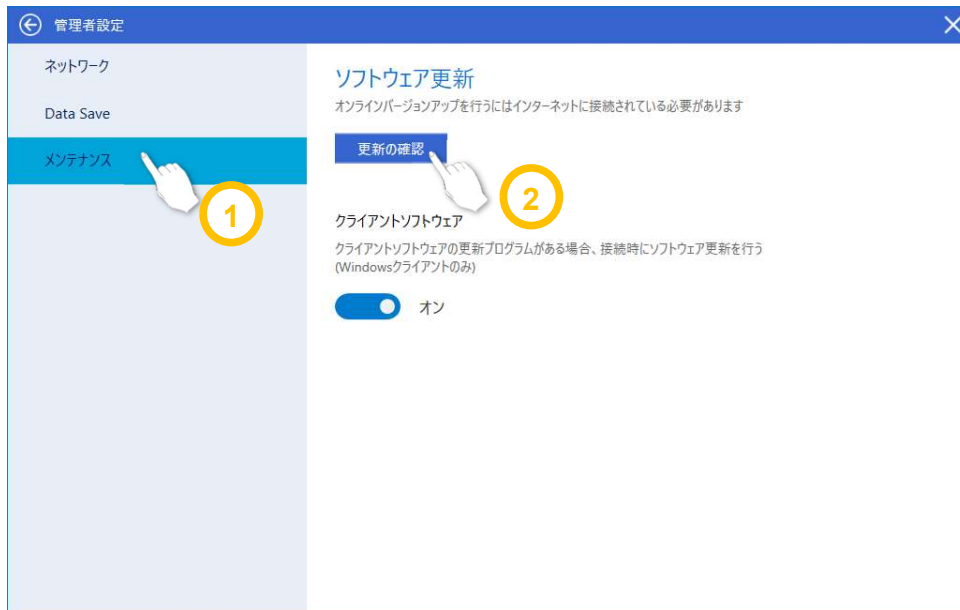 管理者設定
ネットワーク
Data Save
メンテナンス
1
ソフトウェア更新
オンラインバージョンアップを行うにはインターネットに接続されている必要があります
更新の確認
2
クライアントソフトウェア
クライアントソフトウェアの更新プログラムがある場合、接続時にソフトウェア更新を行う
(Windowsクライアントのみ)
オン